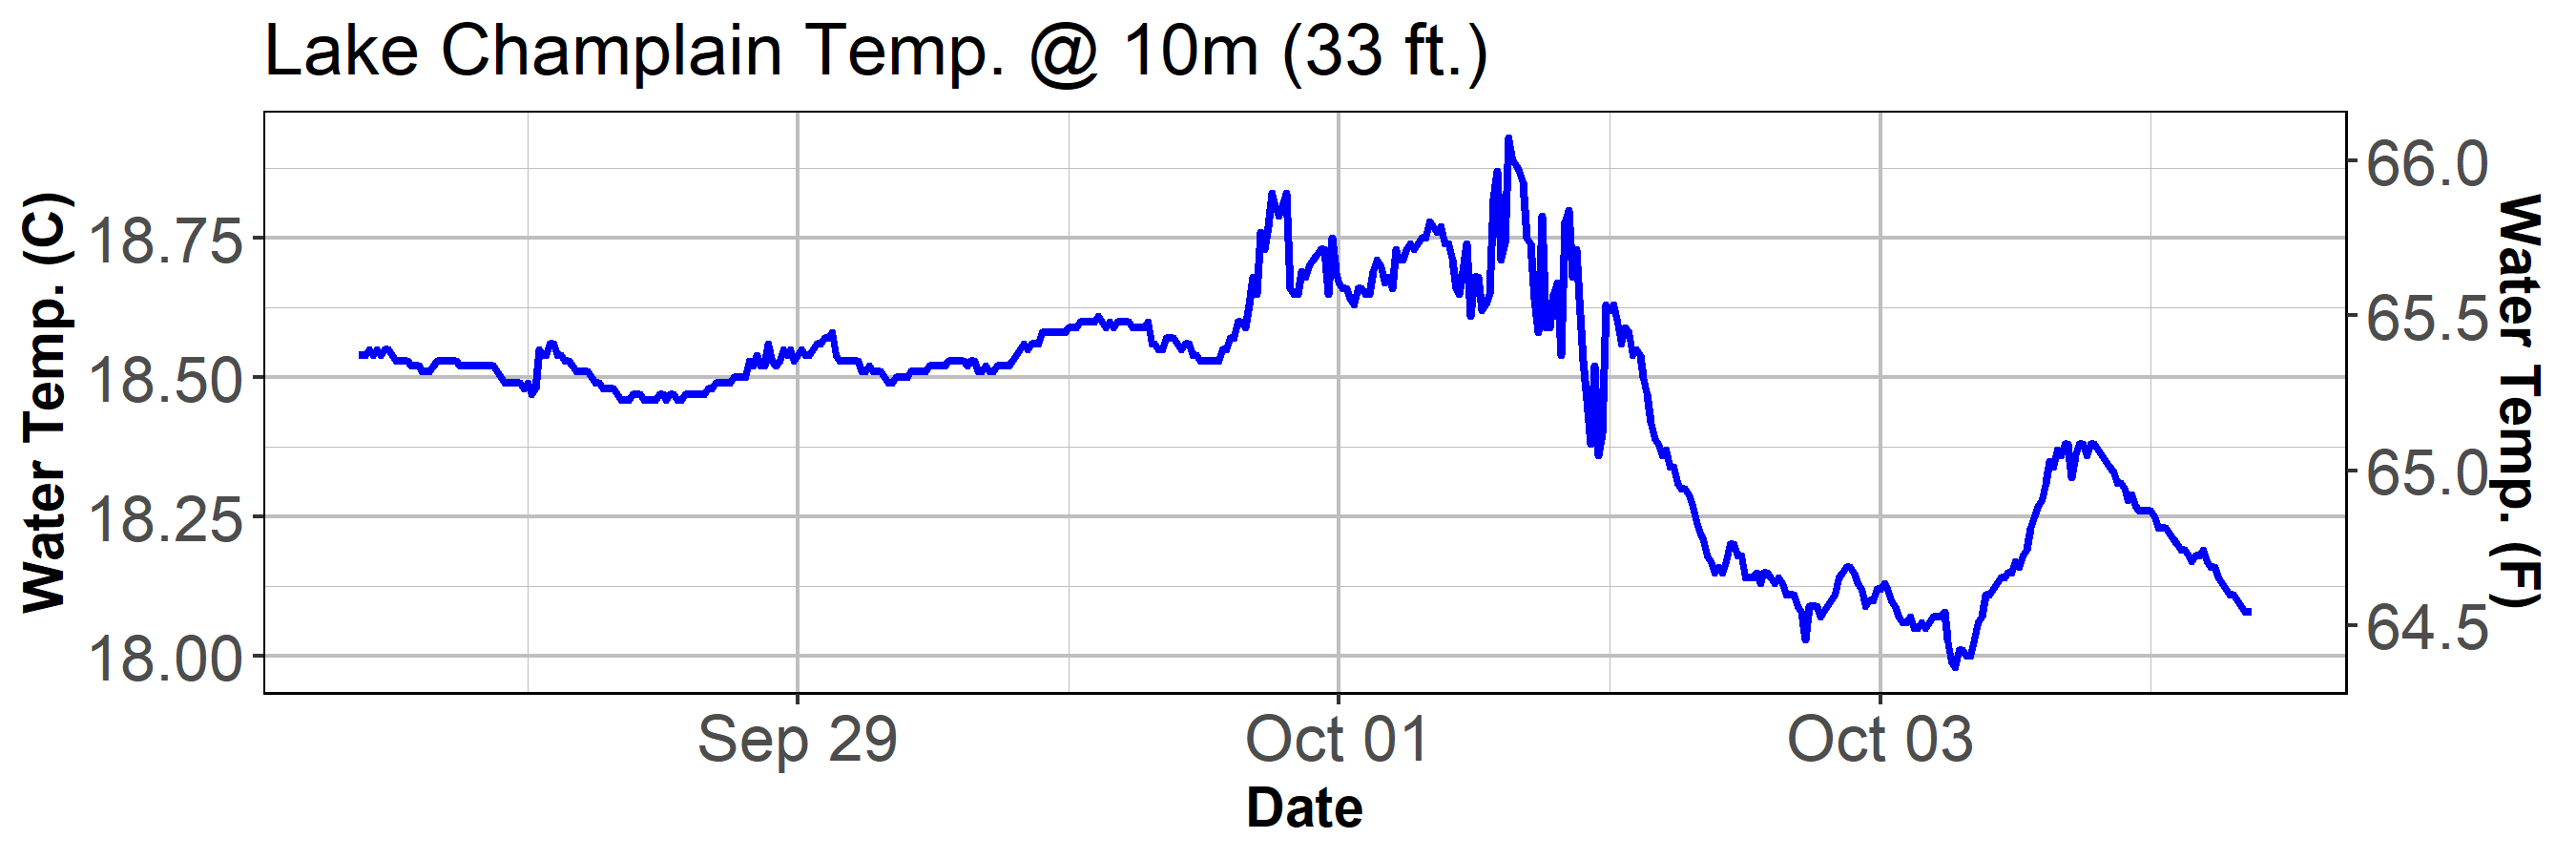 Lake Champlain Temp. @ 10m (33 ft.)
Water Temp. (C)
18.75
18.50
18.25
18.00
66.0
65.5
65.0
64.5
Water Temp. (F)
Sep 29
Oct 01
Oct 03
Date